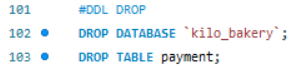 101 #DDL DROP
102 DROP DATABASE `kilo_bakery`;
103 DROP TABLE payment;